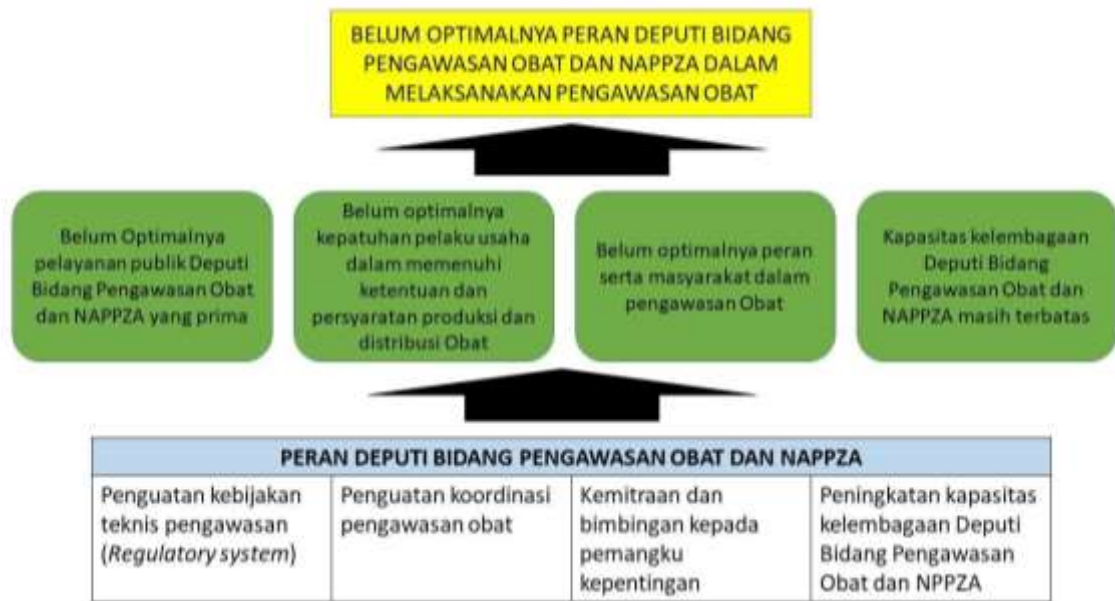 BELUM OPTIMALNYA PERAN DEPUTI BIDANG
PENGAWASAN OBAT DAN NAPPZA DALAM
MELAKSANAKAN PENGAWASAN OBAT
Belum Optimalnya
pelayanan publik Deputi
Bidang Pengawasan Obat
dan NAPPZA yang prima
Belum optimalnya
kepatuhan pelaku usaha
dalam memenuhi
ketentuan dan
persyaratan produksi dan
distribusi Obat
Belum optimalnya peran
serta masyarakat dalam
pengawasan Obat
Kapasitas kelembagaan
Deputi Bidang
Pengawasan Obat dan
NAPPZA masih terbatas
PERAN DEPUTI BIDANG PENGAWASAN OBAT DAN NAPPZA
Penguatan kebijakan
teknis pengawasan
(Regulatory system)
Penguatan koordinasi
pengawasan obat
Kemitraan dan
bimbingan kepada
pemangku
kepentingan
Peningkatan kapasitas
kelembagaan Deputi
Bidang Pengawasan
Obat dan NPPZA